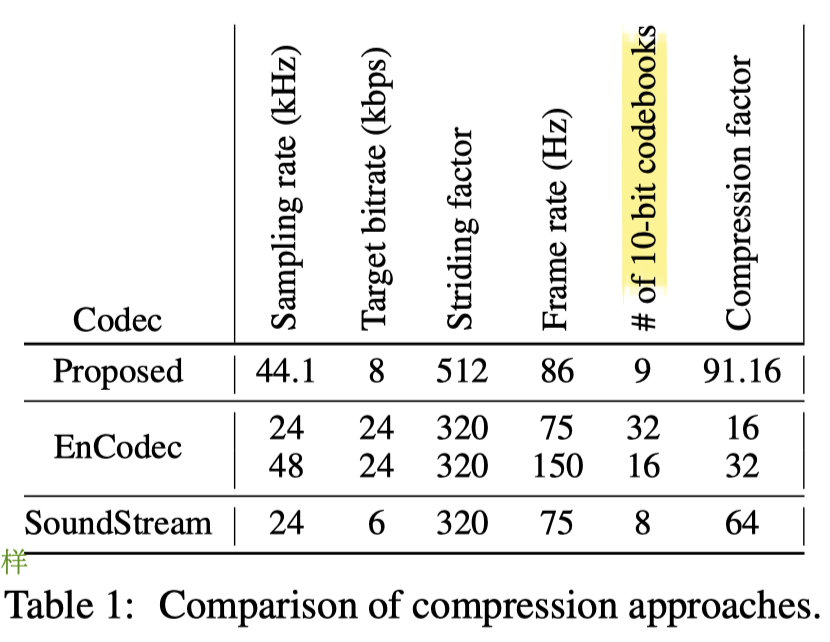 Codec | Sampling rate (kHz) | Target bitrate (kbps) | Striding factor | Frame rate (Hz) | # of 10-bit codebooks | Compression factor
Proposed | 44.1 | 8 | 512 | 86 | 9 | 91.16
EnCodec | 24 | 24 | 320 | 75 | 32 | 16
48 | 24 | 320 | 150 | 16 | 32
SoundStream | 24 | 6 | 320 | 75 | 8 | 64
样
Table 1: Comparison of compression approaches.